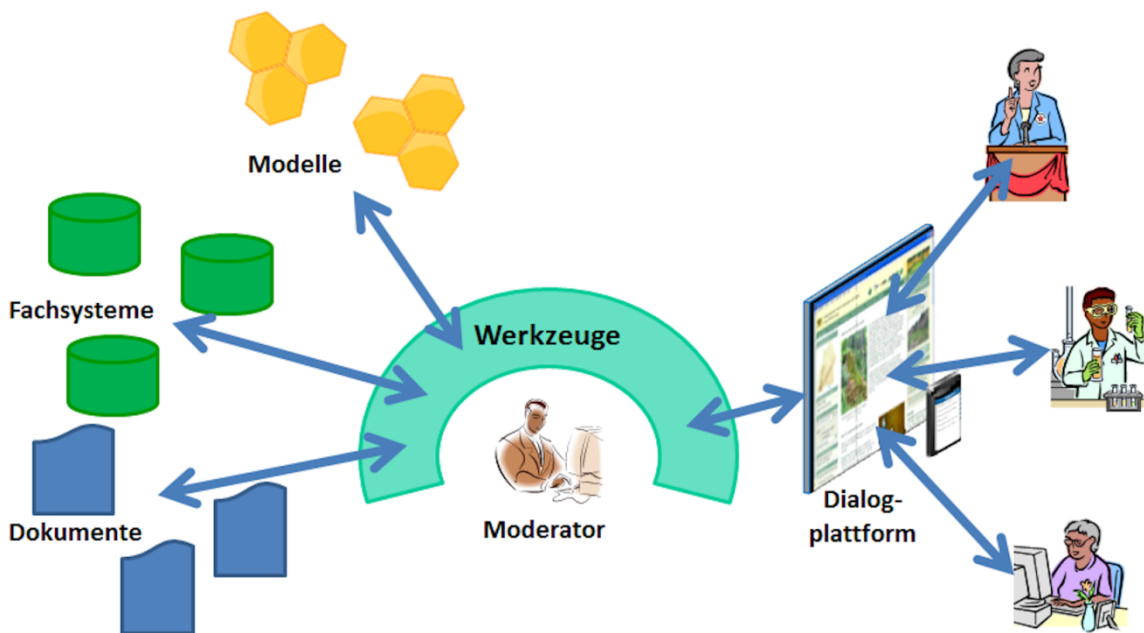 Modelle
Fachsysteme
Werkzeuge
Dokumente
Moderator
Dialog-
plattform